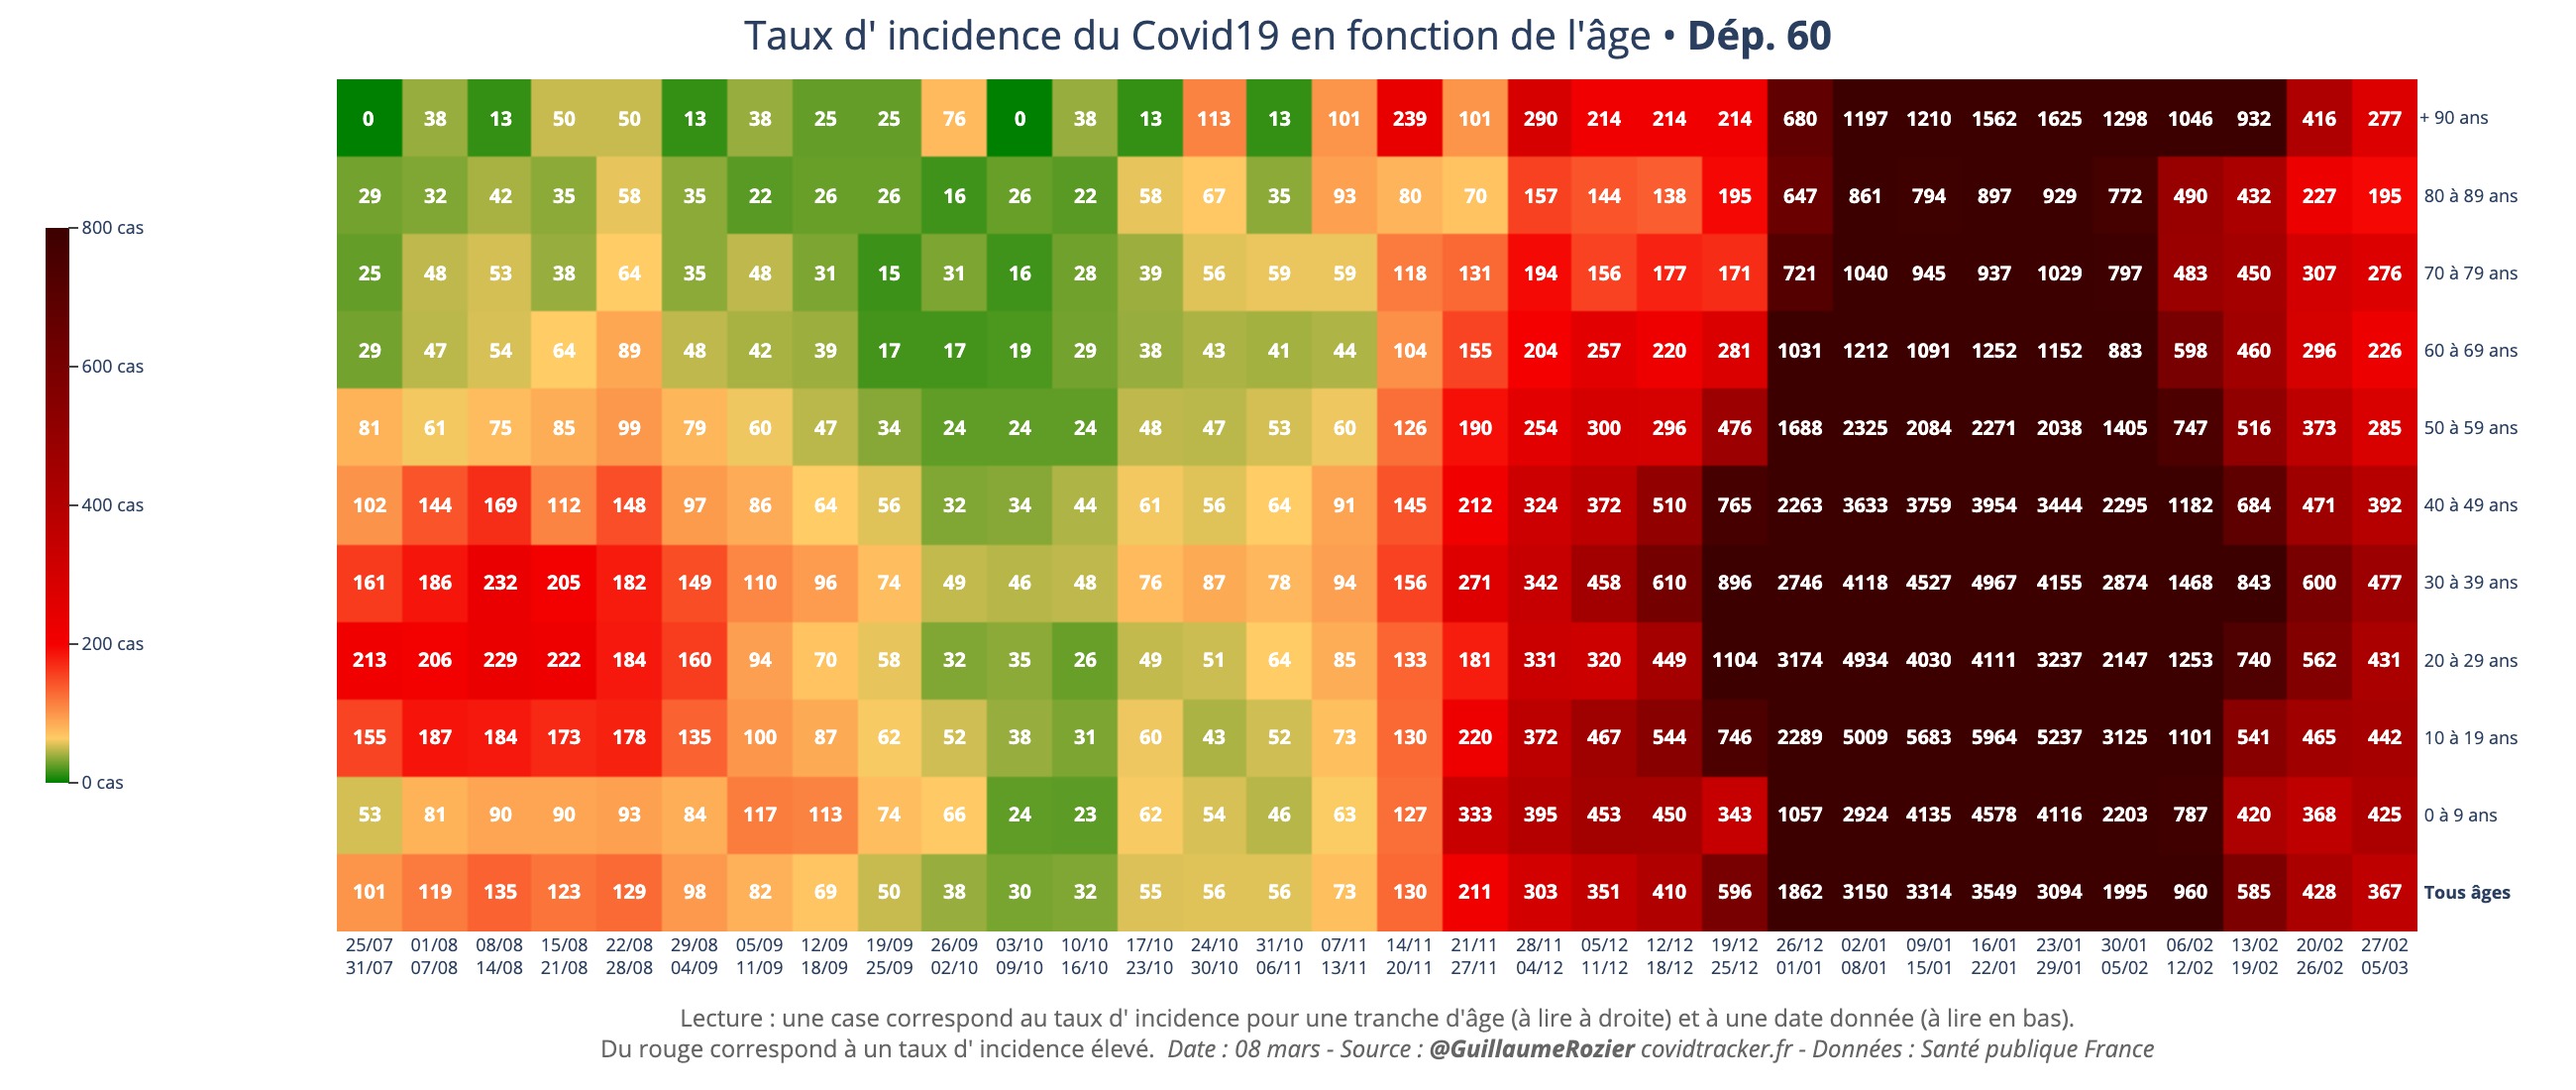 Taux d' incidence du Covid19 en fonction de l'âge • Dép. 60
800 cas
600 cas
400 cas
200 cas
0 cas
0 38 13 50 50 13 38 25 25 76 0 38 13 113 13 101 239 101 290 214 214 214 680 1197 1210 1562 1625 1298 1046 932 416 277 + 90 ans
29 32 42 35 58 35 22 26 26 16 26 22 58 67 35 93 80 70 157 144 138 195 647 861 794 897 929 772 490 432 227 195 80 à 89 ans
25 48 53 38 64 35 48 31 15 31 16 28 39 56 59 59 118 131 194 156 177 171 721 1040 945 937 1029 797 483 450 307 276 70 à 79 ans
29 47 54 64 89 48 42 39 17 17 19 29 38 43 41 44 104 155 204 257 220 281 1031 1212 1091 1252 1152 883 598 460 296 226 60 à 69 ans
81 61 75 85 99 79 60 47 34 24 24 24 48 47 53 60 126 190 254 300 296 476 1688 2325 2084 2271 2038 1405 747 516 373 285 50 à 59 ans
102 144 169 112 148 97 86 64 56 32 34 44 61 56 64 91 145 212 324 372 510 765 2263 3633 3759 3954 3444 2295 1182 684 471 392 40 à 49 ans
161 186 232 205 182 149 110 96 74 49 46 48 76 87 78 94 156 271 342 458 610 896 2746 4118 4527 4967 4155 2874 1468 843 600 477 30 à 39 ans
213 206 229 222 184 160 94 70 58 32 35 26 49 51 64 85 133 181 331 320 449 1104 3174 4934 4030 4111 3237 2147 1253 740 562 431 20 à 29 ans
155 187 184 173 178 135 100 87 62 52 38 31 60 43 52 73 130 220 372 467 544 746 2289 5009 5683 5964 5237 3125 1101 541 465 442 10 à 19 ans
53 81 90 90 93 84 117 113 74 66 24 23 62 54 46 63 127 333 395 453 450 343 1057 2924 4135 4578 4116 2203 787 420 368 425 0 à 9 ans
101 119 135 123 129 98 82 69 50 38 30 32 55 56 56 73 130 211 303 351 410 596 1862 3150 3314 3549 3094 1995 960 585 428 367 Tous âges
25/07 01/08 08/08 15/08 22/08 29/08 05/09 12/09 19/09 26/09 03/10 10/10 17/10 24/10 31/10 07/11 14/11 21/11 28/11 05/12 12/12 19/12 26/12 02/01 09/01 16/01 23/01 30/01 06/02 13/02 20/02 27/02
31/07 07/08 14/08 21/08 28/08 04/09 11/09 18/09 25/09 02/10 09/10 16/10 23/10 30/10 06/11 13/11 20/11 27/11 04/12 11/12 18/12 25/12 01/01 08/01 15/01 22/01 29/01 05/02 12/02 19/02 26/02 05/03
Lecture : une case correspond au taux d' incidence pour une tranche d'âge (à lire à droite) et à une date donnée (à lire en bas).
Du rouge correspond à un taux d' incidence élevé. Date : 08 mars - Source : @GuillaumeRozier covidtracker.fr - Données : Santé publique France